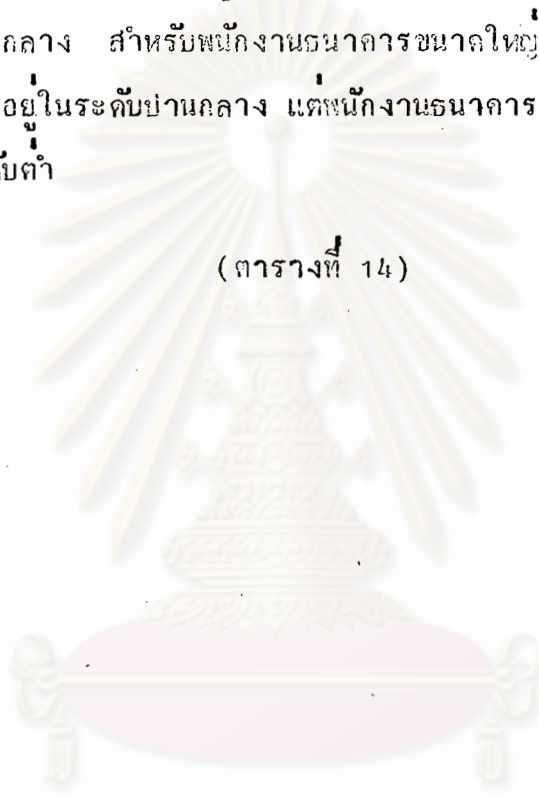 กลาง สำหรับพนักงานธนาคารขนาดใหญ่
อยู่ในระดับปานกลาง แต่พนักงานธนาคาร
บต่ำ
(ตารางที่ 14)